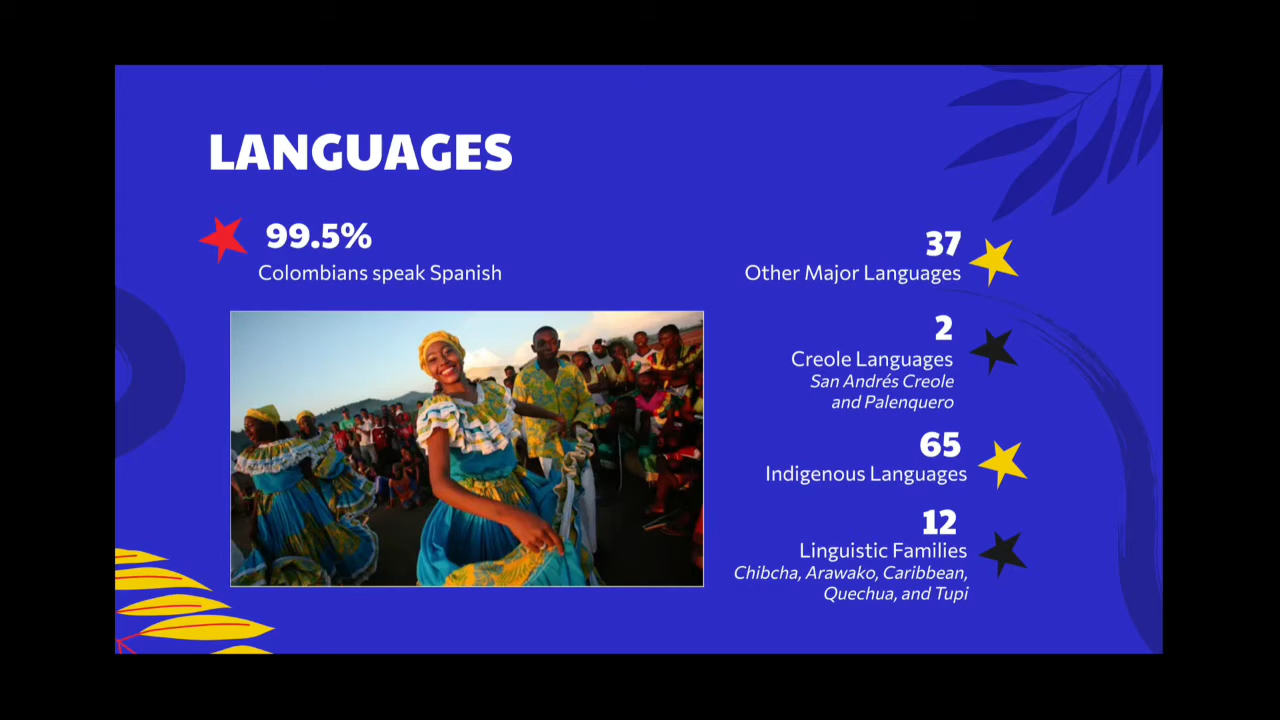 LANGUAGES
99.5%
Colombians speak Spanish
37
Other Major Languages
2
Creole Languages
San Andrés Creole
and Palenquero
65
Indigenous Languages
12
Linguistic Families
Chibcha, Arawako, Caribbean,
Quechua, and Tupi